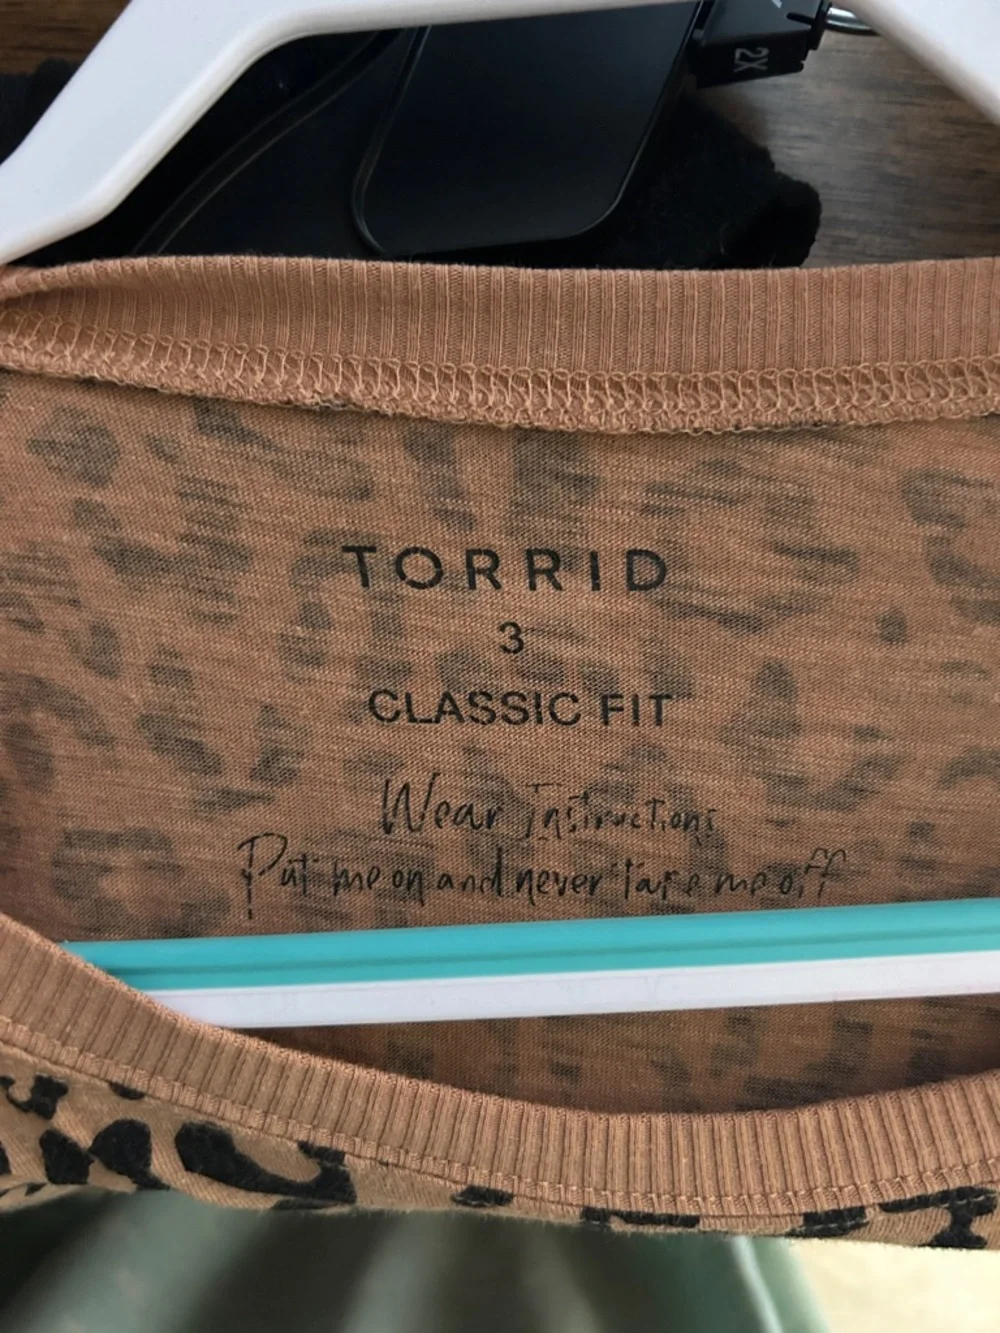 2X
TORRID
3
CLASSIC FIT
Wear Instructions
Put me on and never take me off